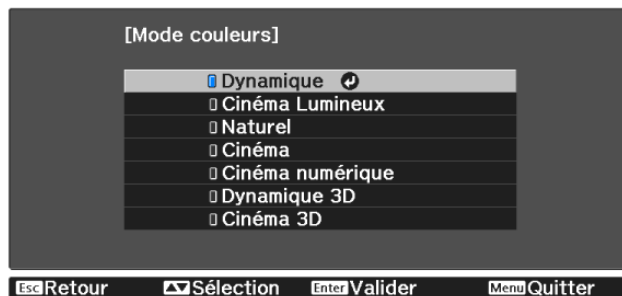 [Mode couleurs]
Dynamique
Cinéma Lumineux
Naturel
Cinéma
Cinéma numérique
Dynamique 3D
Cinéma 3D
Esc Retour Sélection Enter Valider Menu Quitter